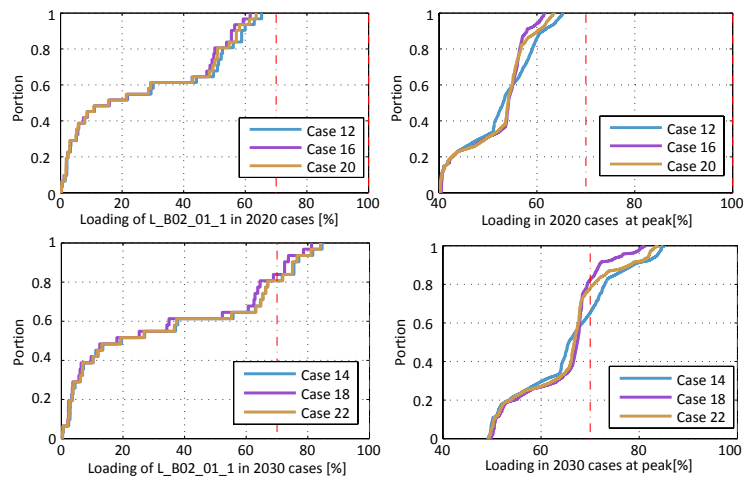 1
0.8
0.6
0.4
0.2
0
Portion
Case 12
Case 16
Case 20
0 20 40 60 80 100
Loading of L_B02_01_1 in 2020 cases [%]
1
0.8
0.6
0.4
0.2
0
Portion
Case 12
Case 16
Case 20
40 60 80 100
Loading in 2020 cases at peak[%]
1
0.8
0.6
0.4
0.2
0
Portion
Case 14
Case 18
Case 22
0 20 40 60 80 100
Loading of L_B02_01_1 in 2030 cases [%]
1
0.8
0.6
0.4
0.2
0
Portion
Case 14
Case 18
Case 22
40 60 80 100
Loading in 2030 cases at peak[%]